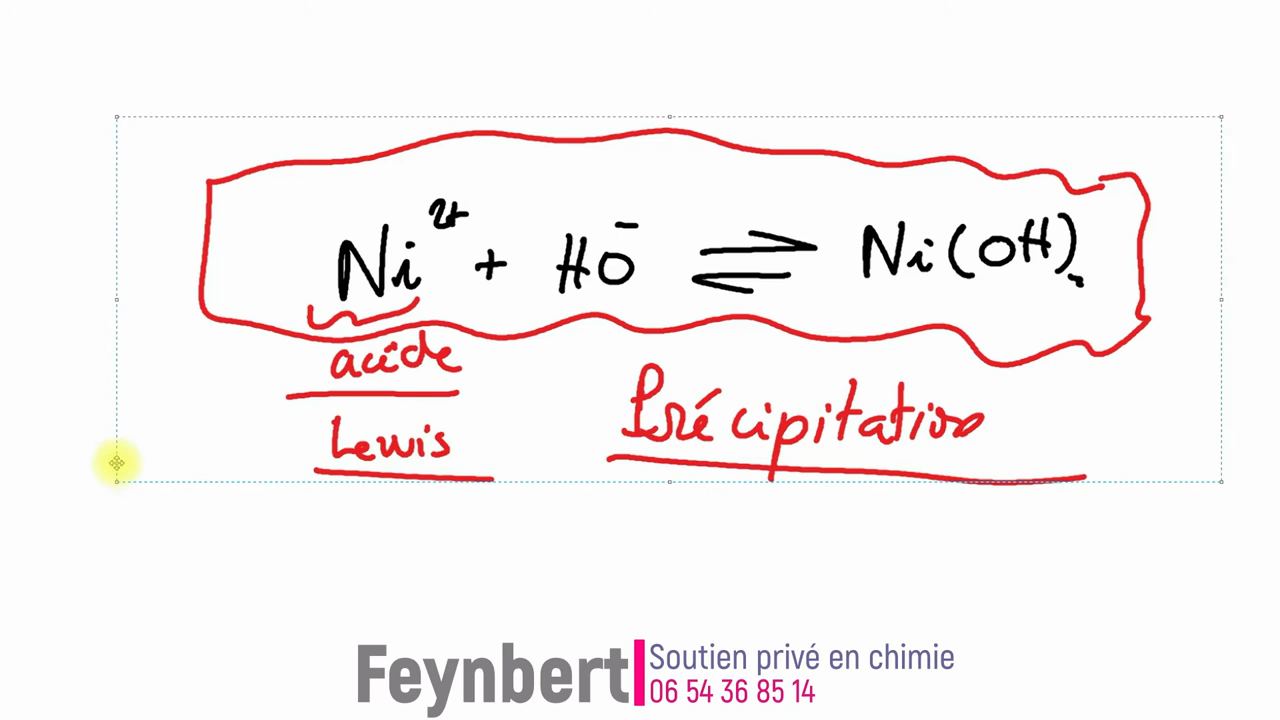 Ni²⁺ + HO⁻ ⇌ Ni(OH)₂
acide
Lewis
Précipitation
Feynbert
Soutien privé en chimie
06 54 36 85 14